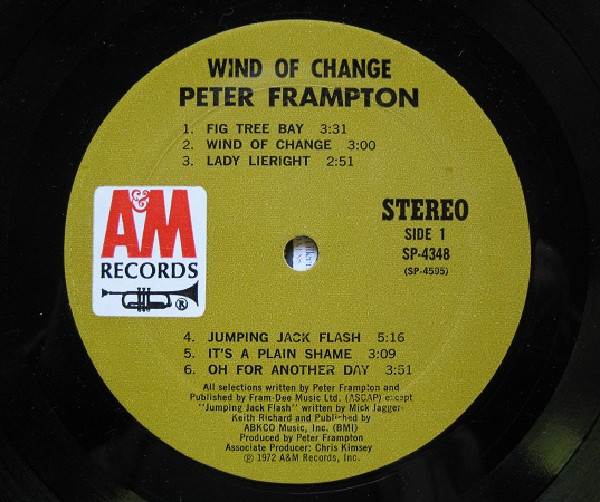 WIND OF CHANGE
PETER FRAMPTON
1. FIG TREE BAY 3:31
2. WIND OF CHANGE 3:00
3. LADY LIERIGHT 2:51
A&M
RECORDS
®
STEREO
SIDE 1
SP-4348
(SP-4595)
4. JUMPING JACK FLASH 5:16
5. IT'S A PLAIN SHAME 3:09
6. OH FOR ANOTHER DAY 3:51
All selections written by Peter Frampton and
Published by Fram-Dee Music Ltd. (ASCAP) except
"Jumping Jack Flash" written by Mick Jagger-
Keith Richard and Published by
ABKCO Music, Inc. (BMI)
Produced by Peter Frampton
Associate Producer: Chris Kimsey
℗ 1972 A&M Records, Inc.